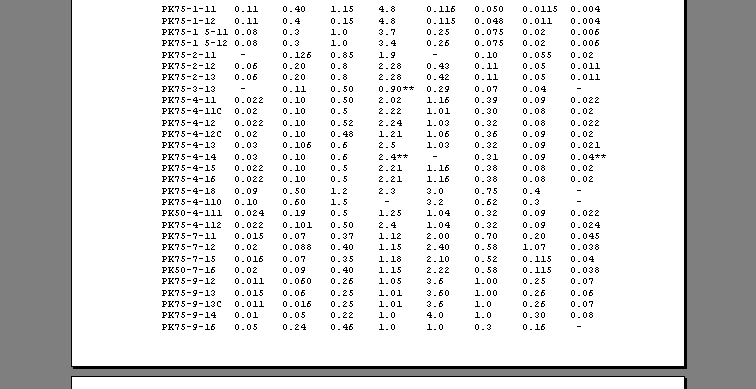 PK75-1-11 0.11 0.40 1.15 4.8 0.116 0.050 0.0115 0.004
PK75-1-12 0.11 0.4 0.15 4.8 0.115 0.048 0.011 0.004
PK75-1 5-11 0.08 0.3 1.0 3.7 0.25 0.075 0.02 0.006
PK75-1 5-12 0.08 0.3 1.0 3.4 0.26 0.075 0.02 0.006
PK75-2-11 - 0.126 0.85 1.9 - 0.10 0.055 0.02
PK75-2-12 0.06 0.20 0.8 2.28 0.43 0.11 0.05 0.011
PK75-2-13 0.06 0.20 0.8 2.28 0.42 0.11 0.05 0.011
PK75-3-13 - 0.11 0.50 0.90** 0.29 0.07 0.04 -
PK75-4-11 0.022 0.10 0.50 2.02 1.16 0.39 0.09 0.022
PK75-4-11C 0.02 0.10 0.5 2.22 1.01 0.30 0.08 0.02
PK75-4-12 0.022 0.10 0.52 2.24 1.03 0.32 0.08 0.022
PK75-4-12C 0.02 0.10 0.48 1.21 1.06 0.36 0.09 0.02
PK75-4-13 0.03 0.106 0.6 2.5 1.03 0.32 0.09 0.021
PK75-4-14 0.03 0.10 0.6 2.4** - 0.31 0.09 0.04**
PK75-4-15 0.022 0.10 0.5 2.21 1.16 0.38 0.08 0.02
PK75-4-16 0.022 0.10 0.5 2.21 1.16 0.38 0.08 0.02
PK75-4-18 0.09 0.50 1.2 2.3 3.0 0.75 0.4 -
PK75-4-110 0.10 0.60 1.5 - 3.2 0.62 0.3 -
PK50-4-111 0.024 0.19 0.5 1.25 1.04 0.32 0.09 0.022
PK75-4-112 0.022 0.101 0.50 2.4 1.04 0.32 0.09 0.024
PK75-7-11 0.015 0.07 0.37 1.12 2.00 0.70 0.20 0.045
PK75-7-12 0.02 0.088 0.40 1.15 2.40 0.58 1.07 0.038
PK75-7-15 0.016 0.07 0.35 1.18 2.10 0.52 0.115 0.04
PK50-7-16 0.02 0.09 0.40 1.15 2.22 0.58 0.115 0.038
PK75-9-12 0.011 0.060 0.26 1.05 3.6 1.00 0.25 0.07
PK75-9-13 0.015 0.06 0.25 1.01 3.60 1.00 0.26 0.06
PK75-9-13C 0.011 0.016 0.25 1.01 3.6 1.0 0.26 0.07
PK75-9-14 0.01 0.05 0.22 1.0 4.0 1.0 0.30 0.08
PK75-9-16 0.05 0.24 0.46 1.0 1.0 0.3 0.16 -